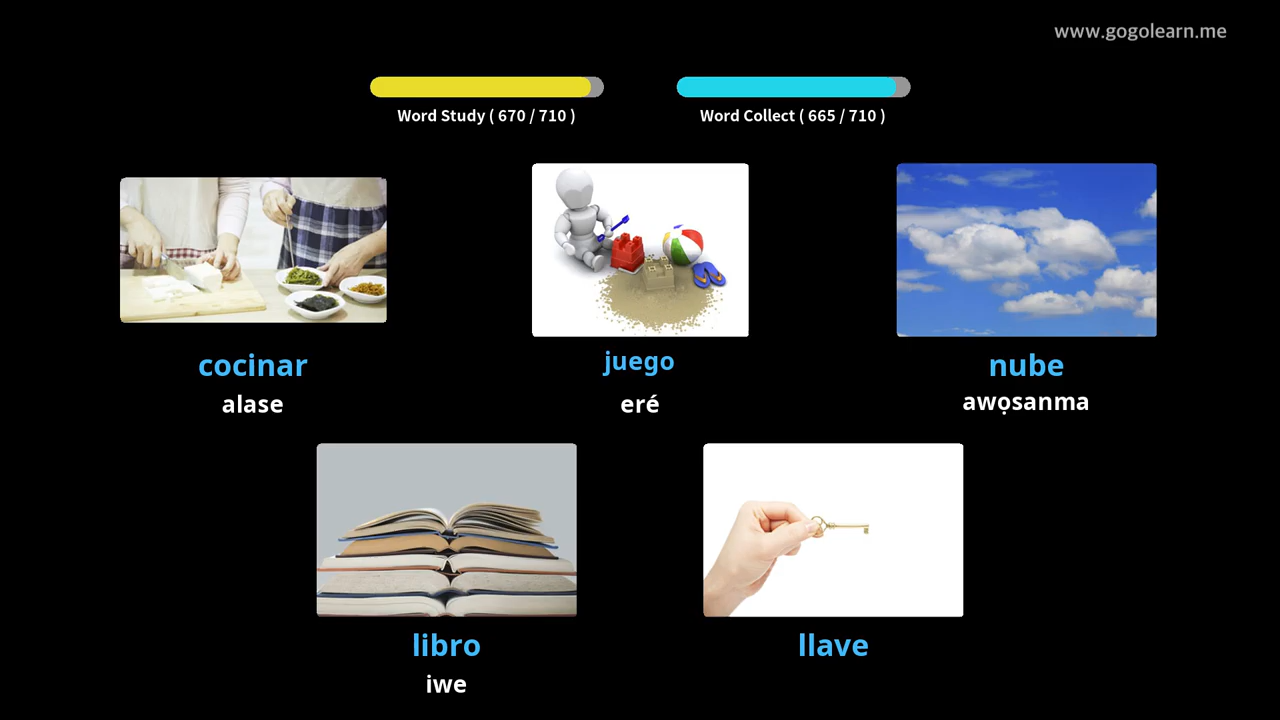 www.gogolearn.me
Word Study ( 670 / 710 )
Word Collect ( 665 / 710 )
cocinar
alase
juego
eré
nube
awọsanma
libro
iwe
llave